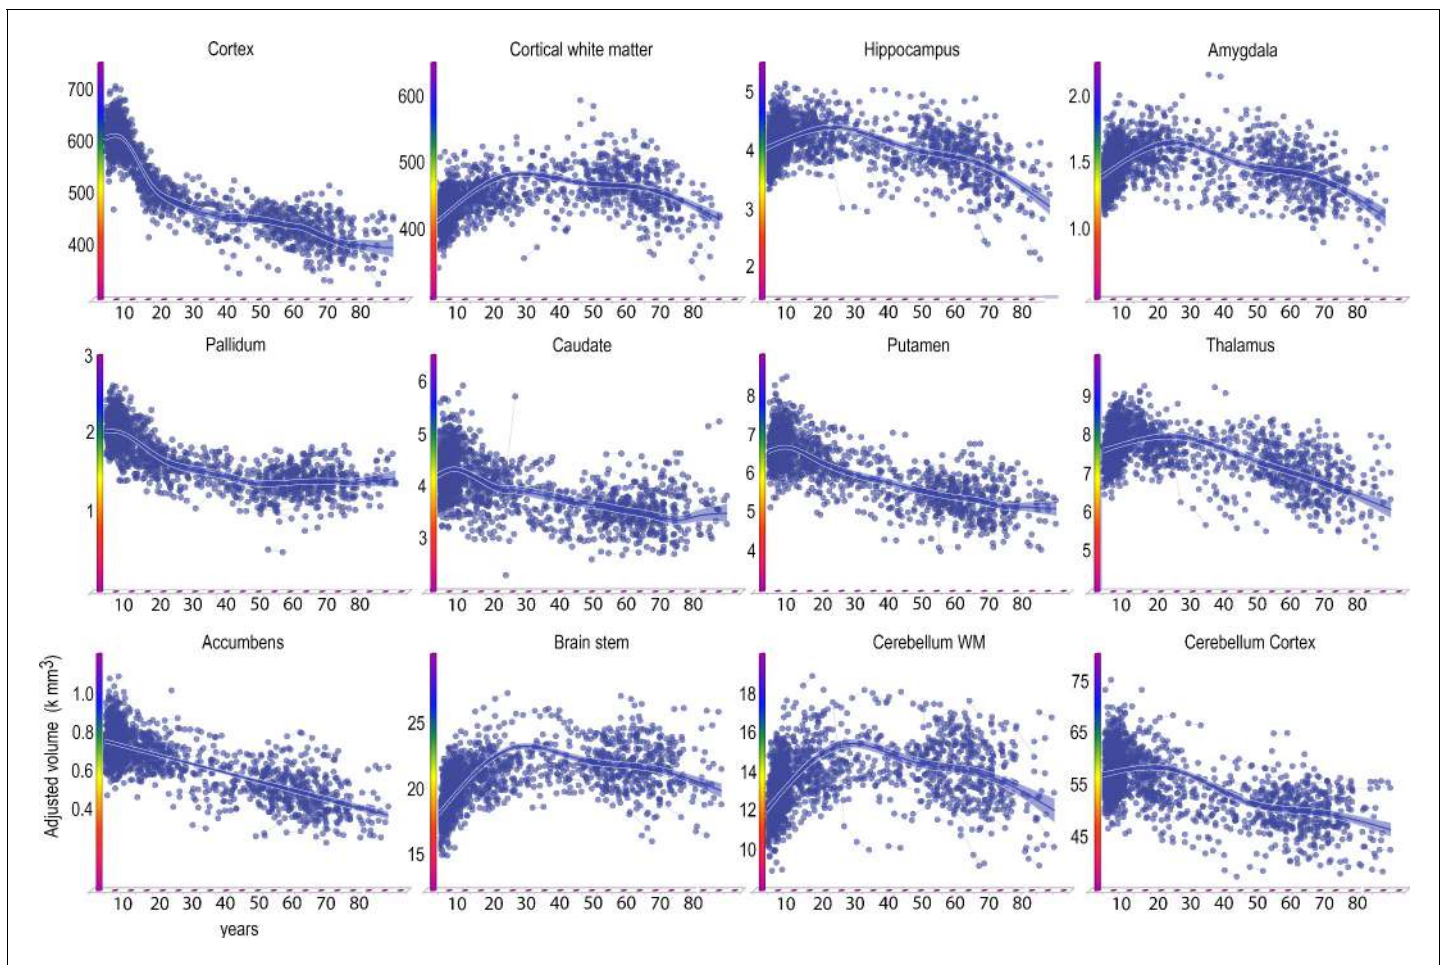 Cortex Cortical white matter Hippocampus Amygdala
700
600
500
400
10 20 30 40 50 60 70 80
600
500
400
10 20 30 40 50 60 70 80
5
4
3
2
10 20 30 40 50 60 70 80
2.0
1.5
1.0
10 20 30 40 50 60 70 80
Pallidum Caudate Putamen Thalamus
3
2
1
10 20 30 40 50 60 70 80
6
5
4
3
10 20 30 40 50 60 70 80
8
7
6
5
4
10 20 30 40 50 60 70 80
9
8
7
6
5
10 20 30 40 50 60 70 80
Accumbens Brain stem Cerebellum WM Cerebellum Cortex
Adjusted volume (k mm³)
1.0
0.8
0.6
0.4
10 20 30 40 50 60 70 80
years
25
20
15
10 20 30 40 50 60 70 80
18
16
14
12
10
10 20 30 40 50 60 70 80
75
65
55
45
10 20 30 40 50 60 70 80